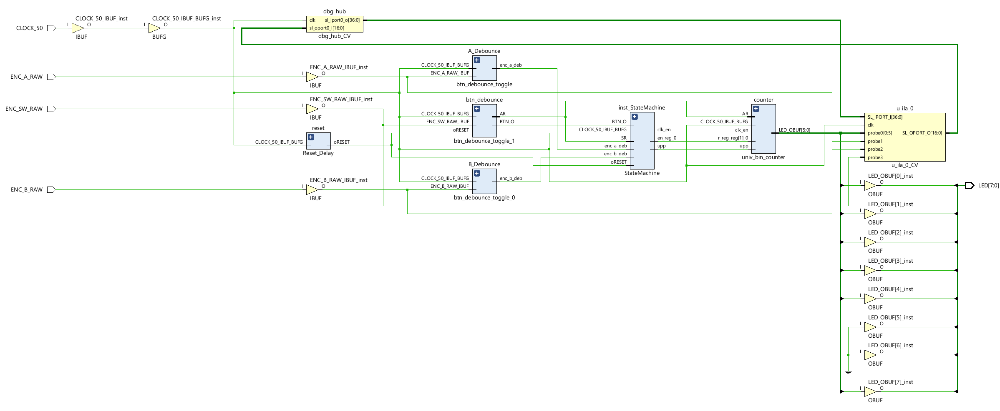 dbg_hub
CLOCK_50_IBUF_inst
CLOCK_50_IBUF_BUFG_inst
clk
sl_iport0_o[36:0]
I
O
I
O
CLOCK_50
sl_oport0_i[16:0]
IBUF
BUFG
dbg_hub_CV
A_Debounce
ENC_A_RAW_IBUF_inst
CLOCK_50_IBUF_BUFG
enc_a_deb
I
O
ENC_A_RAW_IBUF
ENC_A_RAW
IBUF
btn_debounce_toggle
ENC_SW_RAW_IBUF_inst
btn_debounce
counter
I
O
ENC_SW_RAW
inst_StateMachine
u_ila_0
CLOCK_50_IBUF_BUFG
AR
AR
SL_IPORT_I[36:0]
IBUF
ENC_SW_RAW_IBUF
BTN_O
BTN_O
CLOCK_50_IBUF_BUFG
clk
reset
oRESET
CLOCK_50_IBUF_BUFG
clk_en
clk_en
LED_OBUF[5:0]
probe0[0:5]
SL_OPORT_O[16:0]
SR
en_reg_0
r_reg_reg[1]_0
probe1
CLOCK_50_IBUF_BUFG
oRESET
btn_debounce_toggle_1
enc_a_deb
upp
upp
probe2
Reset_Delay
enc_b_deb
univ_bin_counter
probe3
B_Debounce
oRESET
u_ila_0_CV
StateMachine
ENC_B_RAW_IBUF_inst
CLOCK_50_IBUF_BUFG
enc_b_deb
LED_OBUF[0]_inst
I
O
ENC_B_RAW_IBUF
I
O
LED[7:0]
ENC_B_RAW
IBUF
btn_debounce_toggle_0
OBUF
LED_OBUF[1]_inst
I
O
OBUF
LED_OBUF[2]_inst
I
O
OBUF
LED_OBUF[3]_inst
I
O
OBUF
LED_OBUF[4]_inst
I
O
OBUF
LED_OBUF[5]_inst
I
O
OBUF
LED_OBUF[6]_inst
I
O
OBUF
LED_OBUF[7]_inst
I
O
OBUF